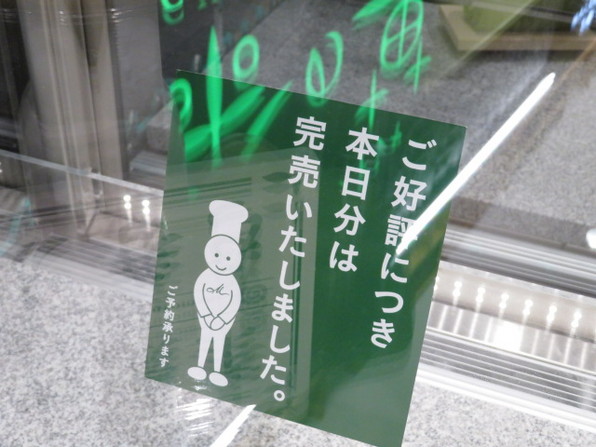 ご好評につき
本日分は
完売いたしました。
ご予約承ります
M